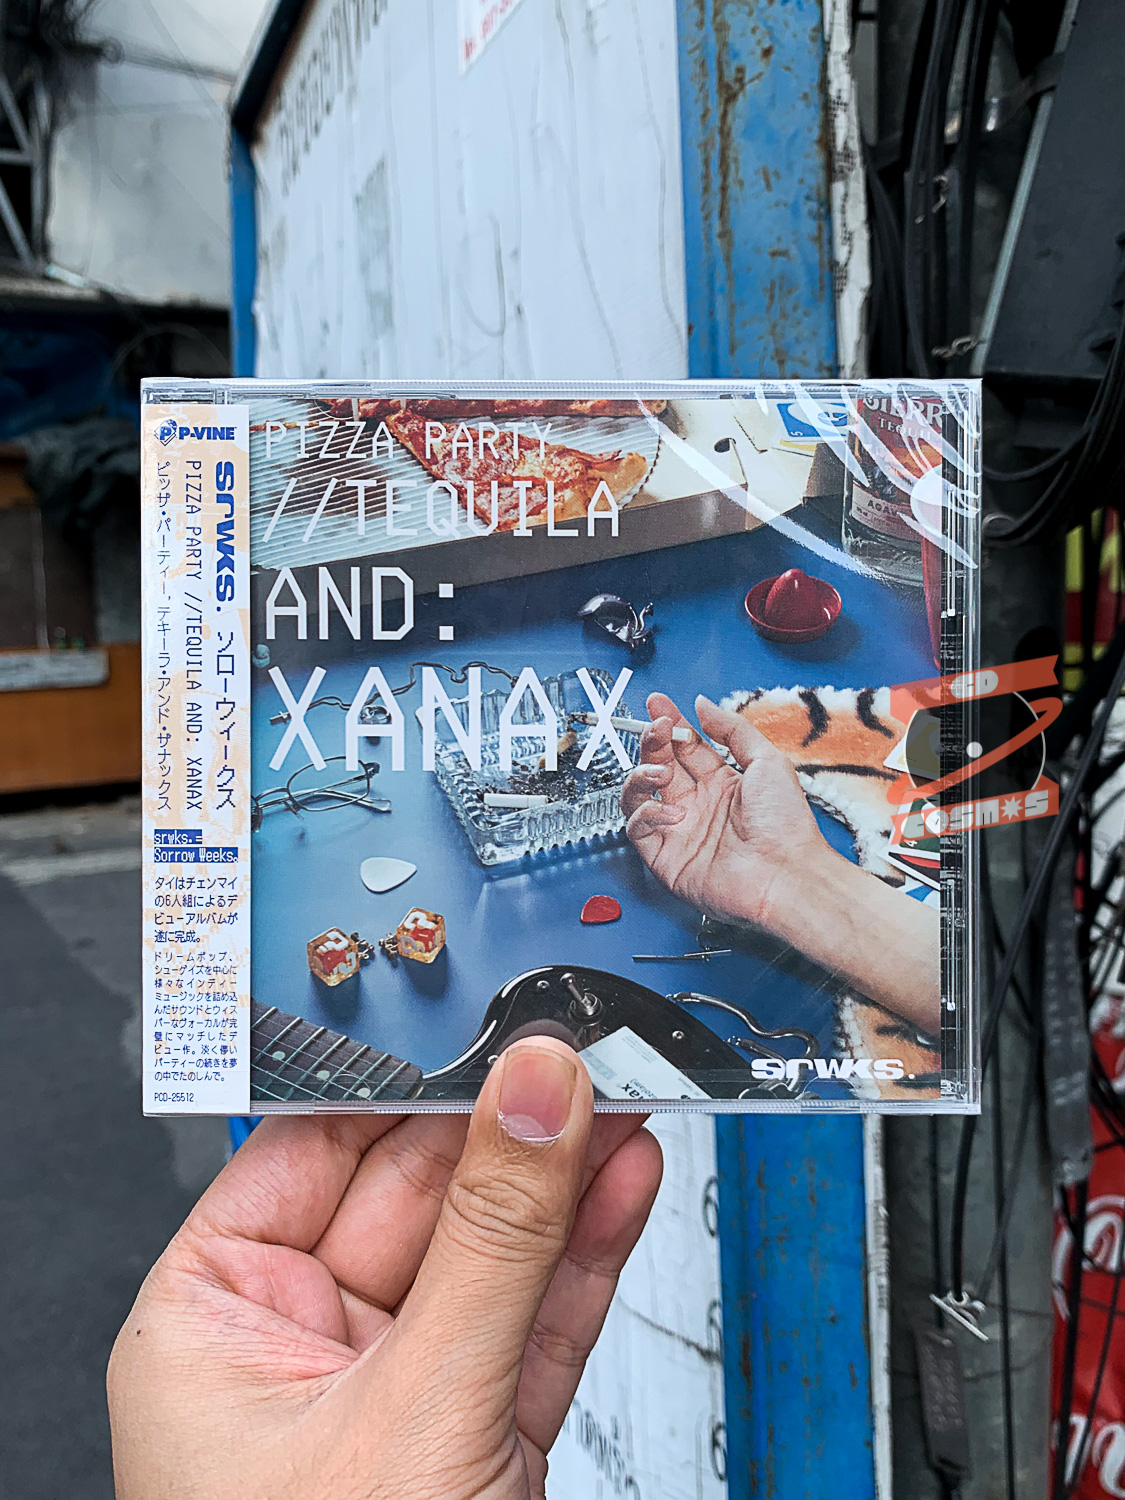 P-VINE
srwks. ソローウィークス
PIZZA PARTY //TEQUILA AND: XANAX
ピッザ・パーティー, テキーラ・アンド・ザナックス
srwks.=
Sorrow Weeks。
タイはチェンマイ
の6人組によるデ
ビューアルバムが
遂に完成。
ドリームポップ、
シューゲイズを中心に
様々なインディー
ミュージックを詰め込
んだサウンドとウィス
パーなヴォーカルが完
璧にマッチしたデ
ビュー作。淡く儚い
パーティーの続きを夢
の中でたのしんで。
PCD-25512
PIZZA PARTY
//TEQUILA
AND:
XANAX
TEQUILA
AGAV
srwks.
CD
COSMOS